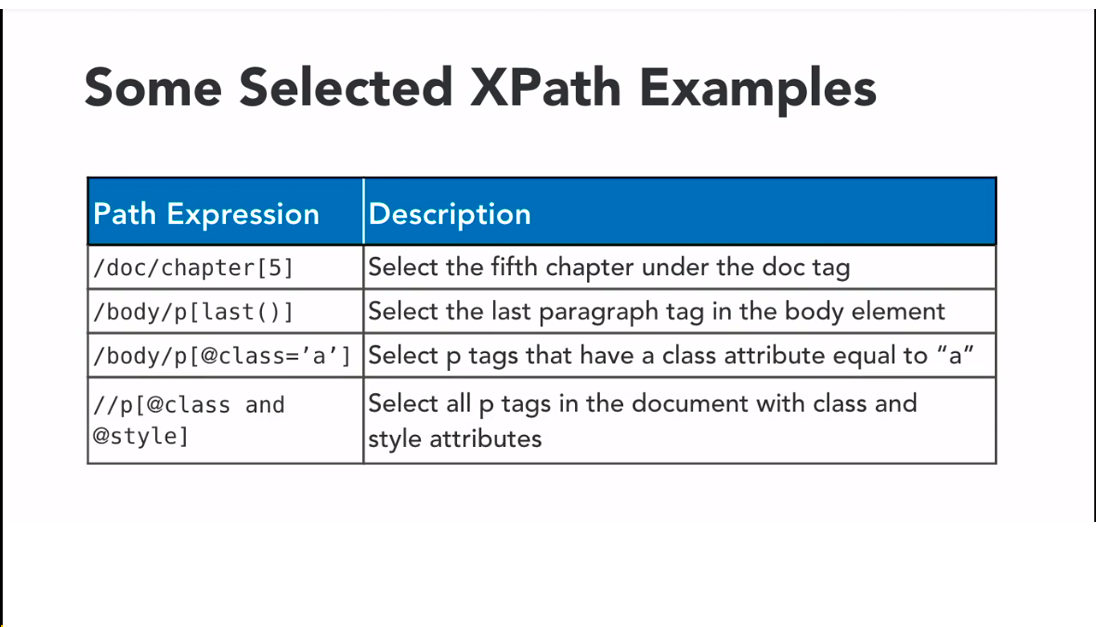 Some Selected XPath Examples
Path Expression Description
/doc/chapter[5] Select the fifth chapter under the doc tag
/body/p[last()] Select the last paragraph tag in the body element
/body/p[@class=’a’] Select p tags that have a class attribute equal to “a”
//p[@class and
@style]
Select all p tags in the document with class and
style attributes